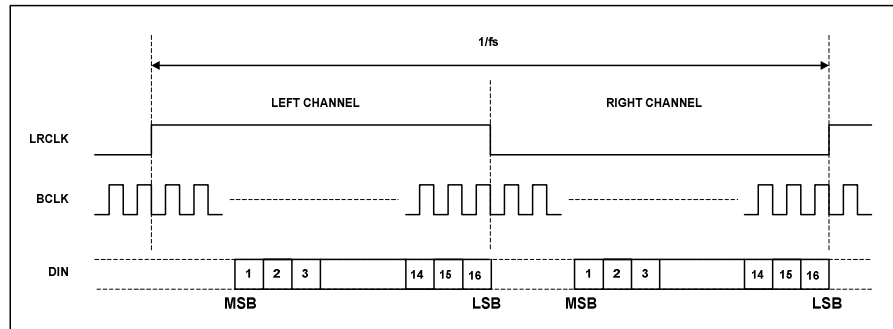 1/fs
LEFT CHANNEL RIGHT CHANNEL
LRCLK
BCLK
DIN 1 2 3 14 15 16 1 2 3 14 15 16
MSB LSB MSB LSB